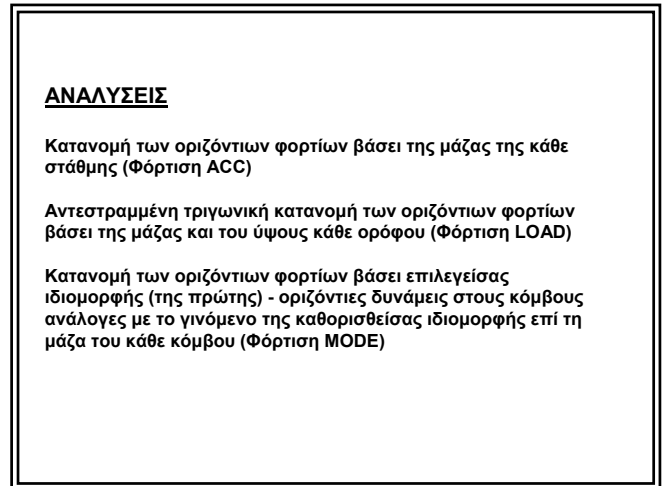 ΑΝΑΛΥΣΕΙΣ
Κατανομή των οριζόντιων φορτίων βάσει της μάζας της κάθε
στάθμης (Φόρτιση ACC)
Αντεστραμμένη τριγωνική κατανομή των οριζόντιων φορτίων
βάσει της μάζας και του ύψους κάθε ορόφου (Φόρτιση LOAD)
Κατανομή των οριζόντιων φορτίων βάσει επιλεγείσας
ιδιομορφής (της πρώτης) - οριζόντιες δυνάμεις στους κόμβους
ανάλογες με το γινόμενο της καθορισθείσας ιδιομορφής επί τη
μάζα του κάθε κόμβου (Φόρτιση MODE)